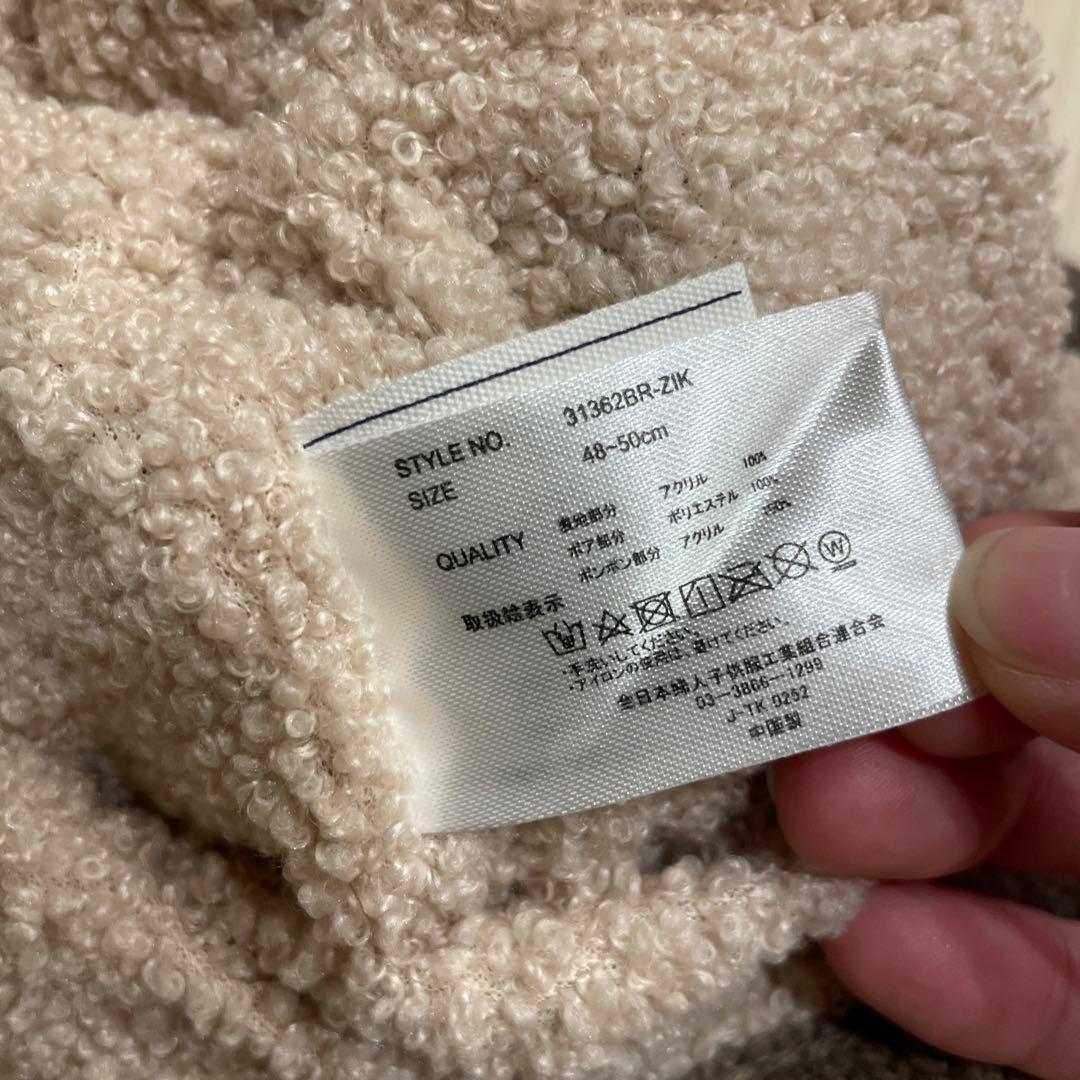 STYLE NO. 31362BR-ZIK
SIZE 48~50cm
QUALITY 表地部分 アクリル 100%
ボア部分 ポリエステル 100%
ボンボン部分 アクリル 100%
取扱絵表示
W
・手洗いしてください。
・アイロンの使用は、避けてください。
全日本婦人子供服工業組合連合会
03-3806-1299
J-TK 0252
中国製